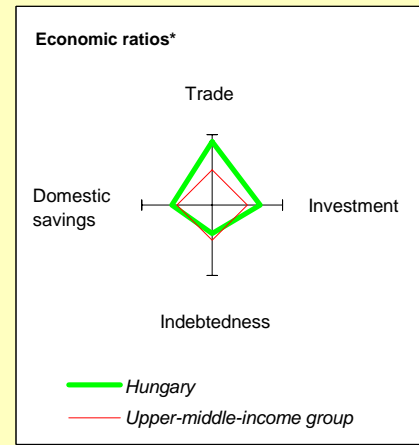 Economic ratios*
Trade
Domestic
savings
Investment
Indebtedness
Hungary
Upper-middle-income group